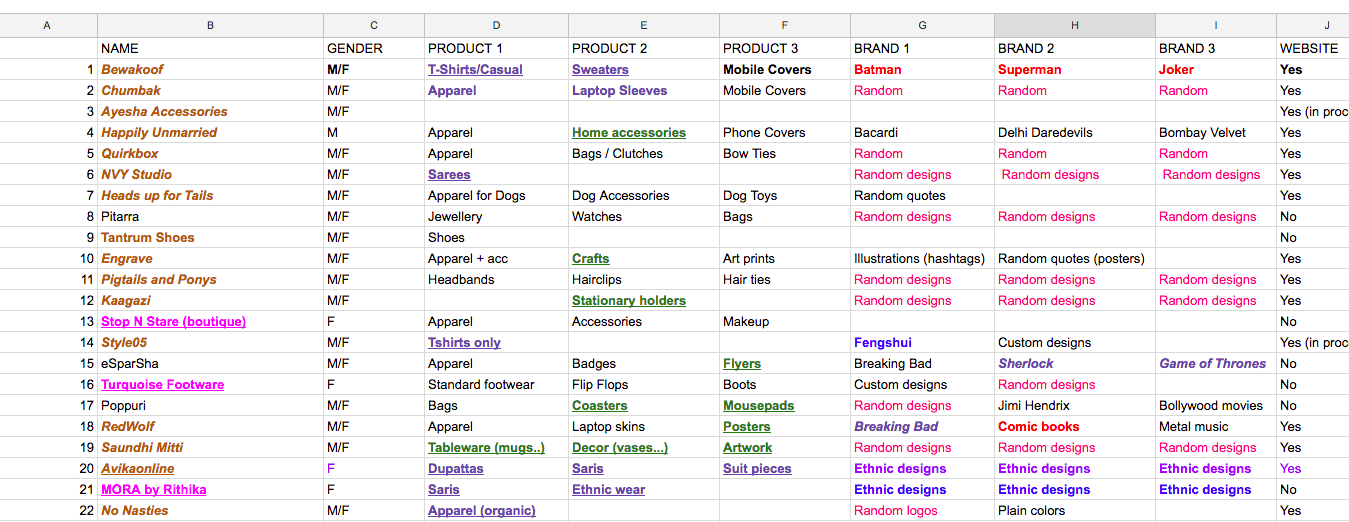 A B C D E F G H I J
NAME GENDER PRODUCT 1 PRODUCT 2 PRODUCT 3 BRAND 1 BRAND 2 BRAND 3 WEBSITE
1 Bewakoof M/F T-Shirts/Casual Sweaters Mobile Covers Batman Superman Joker Yes
2 Chumbak M/F Apparel Laptop Sleeves Mobile Covers Random Random Random Yes
3 Ayesha Accessories M/F Yes (in proc
4 Happily Unmarried M Apparel Home accessories Phone Covers Bacardi Delhi Daredevils Bombay Velvet Yes
5 Quirkbox M/F Apparel Bags / Clutches Bow Ties Random Random Random Yes
6 NVY Studio M/F Sarees Random designs Random designs Random designs Yes
7 Heads up for Tails M/F Apparel for Dogs Dog Accessories Dog Toys Random quotes Yes
8 Pitarra M/F Jewellery Watches Bags Random designs Random designs Random designs No
9 Tantrum Shoes M/F Shoes No
10 Engrave M/F Apparel + acc Crafts Art prints Illustrations (hashtags) Random quotes (posters) Yes
11 Pigtails and Ponys M/F Headbands Hairclips Hair ties Random designs Random designs Random designs Yes
12 Kaagazi M/F Stationary holders Random designs Random designs Random designs Yes
13 Stop N Stare (boutique) F Apparel Accessories Makeup No
14 Style05 M/F Tshirts only Fengshui Custom designs Yes (in proc
15 eSparSha M/F Apparel Badges Flyers Breaking Bad Sherlock Game of Thrones No
16 Turquoise Footware F Standard footwear Flip Flops Boots Custom designs Random designs No
17 Poppuri M/F Bags Coasters Mousepads Random designs Jimi Hendrix Bollywood movies No
18 RedWolf M/F Apparel Laptop skins Posters Breaking Bad Comic books Metal music Yes
19 Saundhi Mitti M/F Tableware (mugs..) Decor (vases...) Artwork Random designs Random designs Random designs Yes
20 Avikaonline F Dupattas Saris Suit pieces Ethnic designs Ethnic designs Ethnic designs Yes
21 MORA by Rithika F Saris Ethnic wear Ethnic designs Ethnic designs Ethnic designs No
22 No Nasties M/F Apparel (organic) Random logos Plain colors Yes